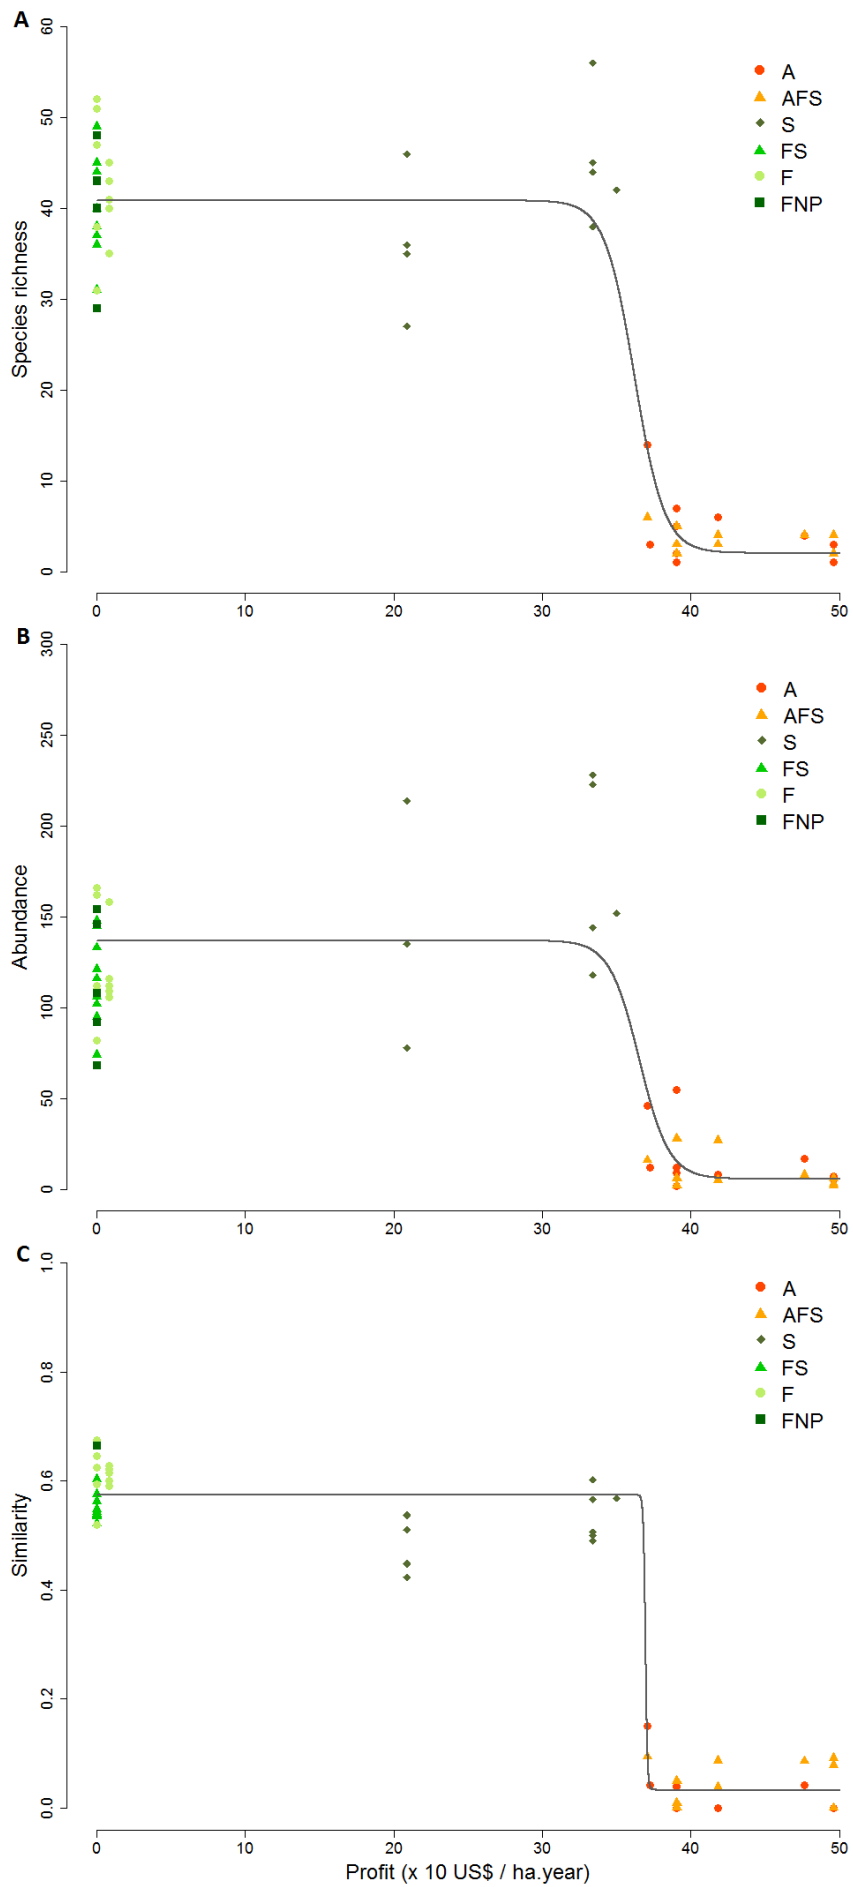 A
60
50
40
30
20
10
0
Species richness
A
AFS
S
FS
F
FNP
0 10 20 30 40 50
B
300
250
200
150
100
50
0
Abundance
A
AFS
S
FS
F
FNP
0 10 20 30 40 50
C
1.0
0.8
0.6
0.4
0.2
0.0
Similarity
A
AFS
S
FS
F
FNP
0 10 20 30 40 50
Profit (x 10 US$ / ha.year)